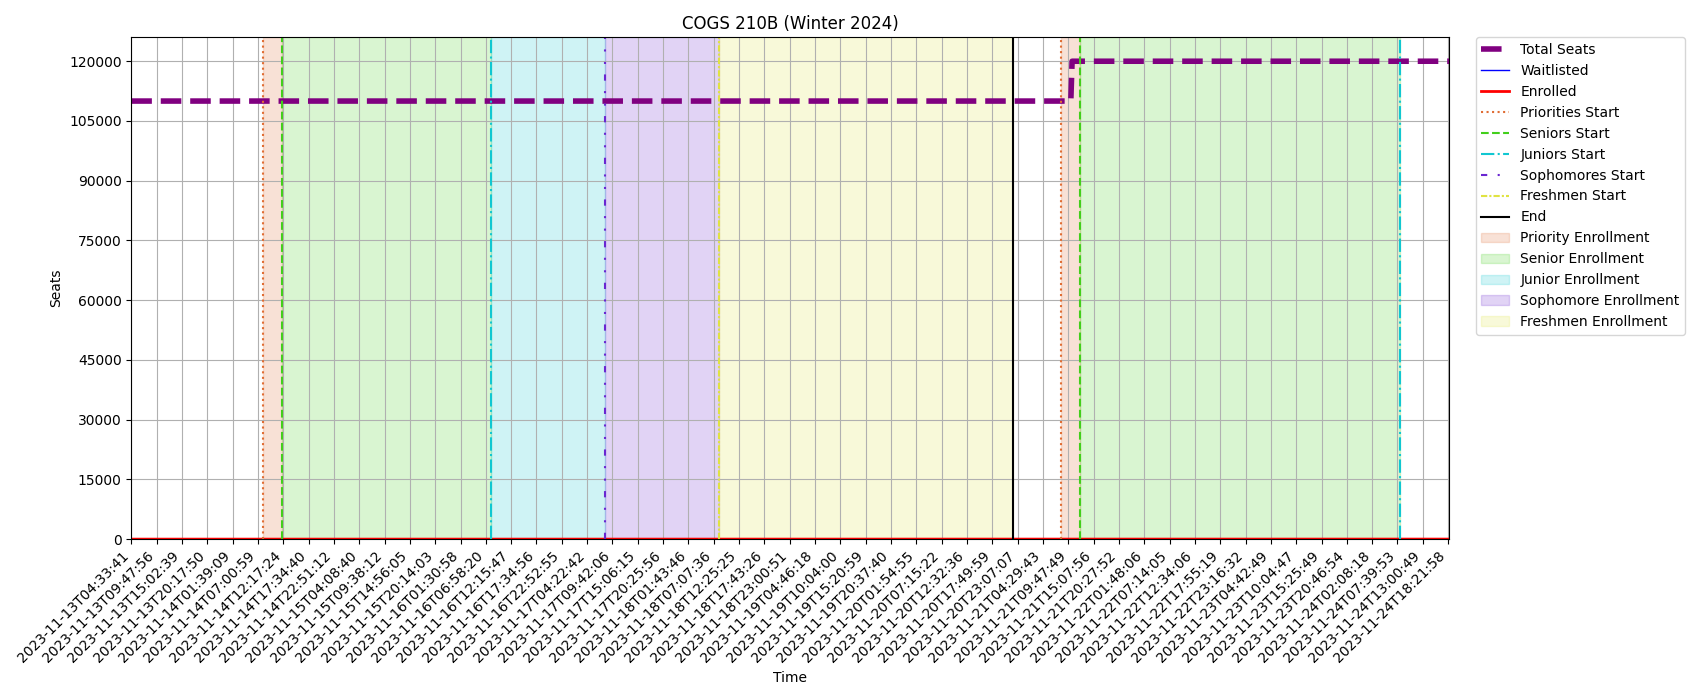 COGS 210B (Winter 2024)
Seats
120000
105000
90000
75000
60000
45000
30000
15000
0
2023-11-13T04:33:41
2023-11-13T09:47:56
2023-11-13T15:02:39
2023-11-13T20:17:50
2023-11-14T01:39:09
2023-11-14T07:00:59
2023-11-14T12:17:24
2023-11-14T17:34:40
2023-11-14T22:51:12
2023-11-15T04:08:40
2023-11-15T09:38:12
2023-11-15T14:56:05
2023-11-15T20:14:03
2023-11-16T01:30:58
2023-11-16T06:58:20
2023-11-16T12:15:47
2023-11-16T17:34:56
2023-11-16T22:52:55
2023-11-17T04:22:42
2023-11-17T09:42:06
2023-11-17T15:06:15
2023-11-17T20:25:56
2023-11-18T01:43:46
2023-11-18T07:07:36
2023-11-18T12:25:25
2023-11-18T17:43:26
2023-11-18T23:00:51
2023-11-19T04:46:18
2023-11-19T10:04:00
2023-11-19T15:20:59
2023-11-19T20:37:40
2023-11-20T01:54:55
2023-11-20T07:15:22
2023-11-20T12:32:36
2023-11-20T17:49:59
2023-11-20T23:07:07
2023-11-21T04:29:43
2023-11-21T09:47:49
2023-11-21T15:07:56
2023-11-21T20:27:52
2023-11-22T01:48:06
2023-11-22T07:14:05
2023-11-22T12:34:06
2023-11-22T17:55:19
2023-11-22T23:16:32
2023-11-23T04:42:49
2023-11-23T10:04:47
2023-11-23T15:25:49
2023-11-23T20:46:54
2023-11-24T02:08:18
2023-11-24T07:39:53
2023-11-24T13:00:49
2023-11-24T18:21:58
Time
Total Seats
Waitlisted
Enrolled
Priorities Start
Seniors Start
Juniors Start
Sophomores Start
Freshmen Start
End
Priority Enrollment
Senior Enrollment
Junior Enrollment
Sophomore Enrollment
Freshmen Enrollment